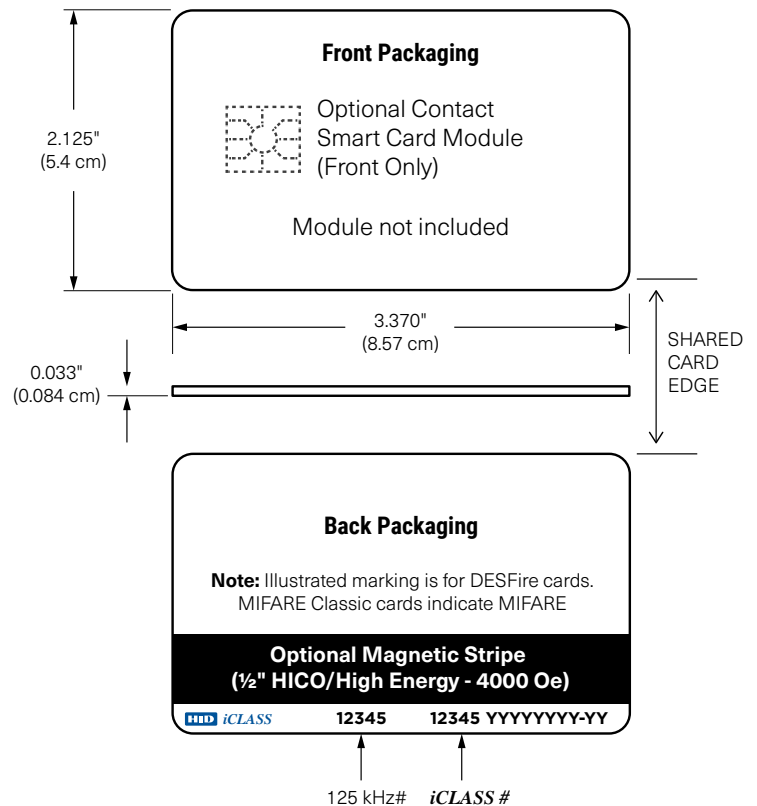 Front Packaging
Optional Contact
Smart Card Module
(Front Only)
Module not included
2.125"
(5.4 cm)
3.370"
(8.57 cm)
SHARED
CARD
EDGE
0.033"
(0.084 cm)
Back Packaging
Note: Illustrated marking is for DESFire cards.
MIFARE Classic cards indicate MIFARE
Optional Magnetic Stripe
(½" HICO/High Energy - 4000 Oe)
HID iCLASS 12345 12345 YYYYYYYY-YY
125 kHz# iCLASS #